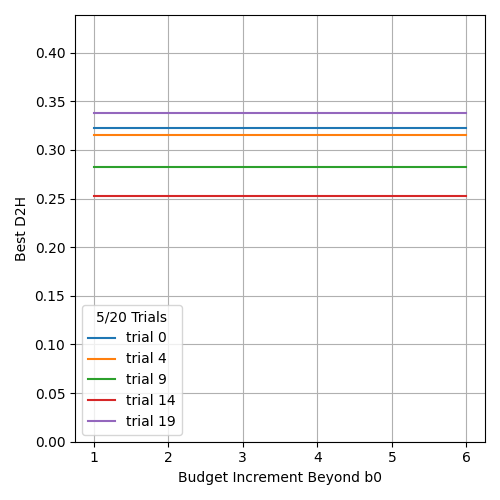 0.40
0.35
0.30
0.25
0.20
0.15
0.10
0.05
0.00
Best D2H
5/20 Trials
trial 0
trial 4
trial 9
trial 14
trial 19
1 2 3 4 5 6
Budget Increment Beyond b0